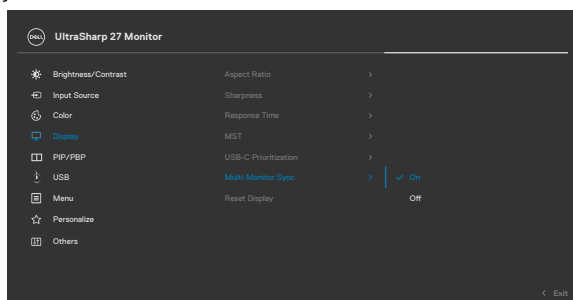 DELL UltraSharp 27 Monitor
Brightness/Contrast Aspect Ratio
Input Source Sharpness
Color Response Time
Display MST
PIP/PBP USB-C Prioritization
USB Multi-Monitor Sync On
Menu Reset Display Off
Personalize
Others
Exit